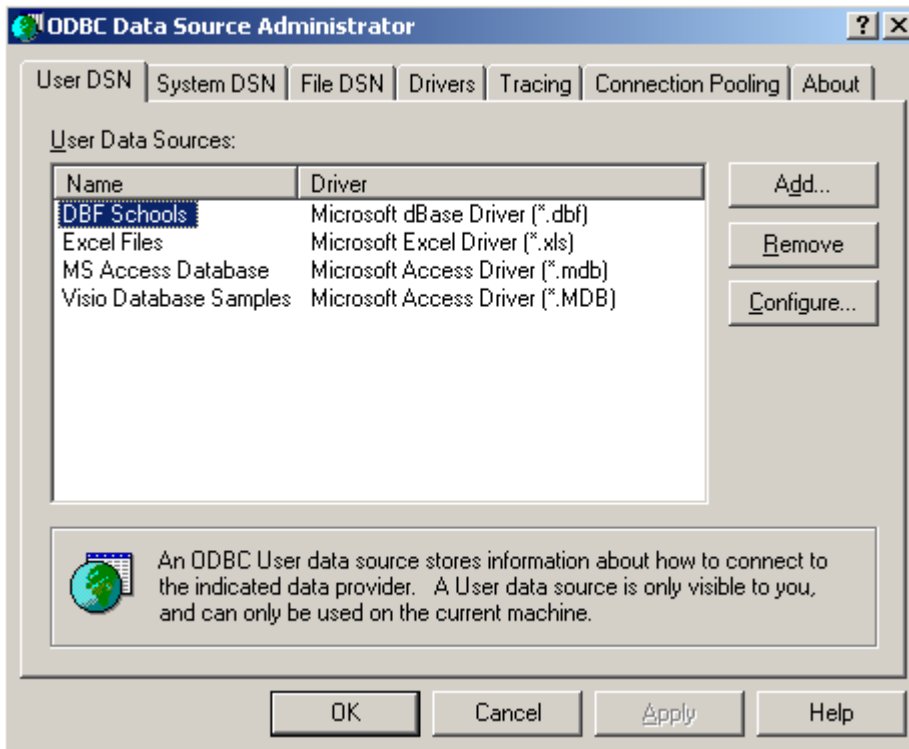 ODBC Data Source Administrator
User DSN System DSN File DSN Drivers Tracing Connection Pooling About
User Data Sources:
Name Driver
DBF Schools Microsoft dBase Driver (*.dbf)
Excel Files Microsoft Excel Driver (*.xls)
MS Access Database Microsoft Access Driver (*.mdb)
Visio Database Samples Microsoft Access Driver (*.MDB)
Add...
Remove
Configure...
An ODBC User data source stores information about how to connect to
the indicated data provider. A User data source is only visible to you,
and can only be used on the current machine.
OK Cancel Apply Help